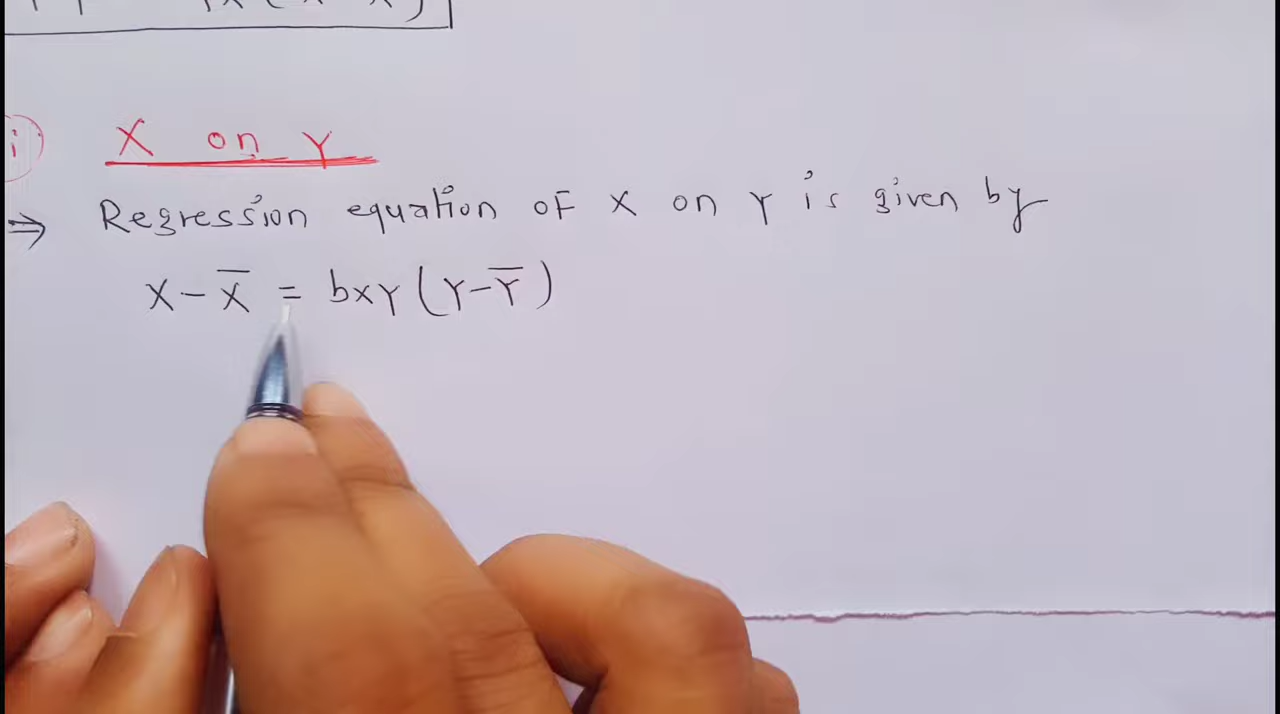 i
X on Y
⇒ Regression equation OF X on Y is given by
X - X̅ = bxy (Y - Y̅)